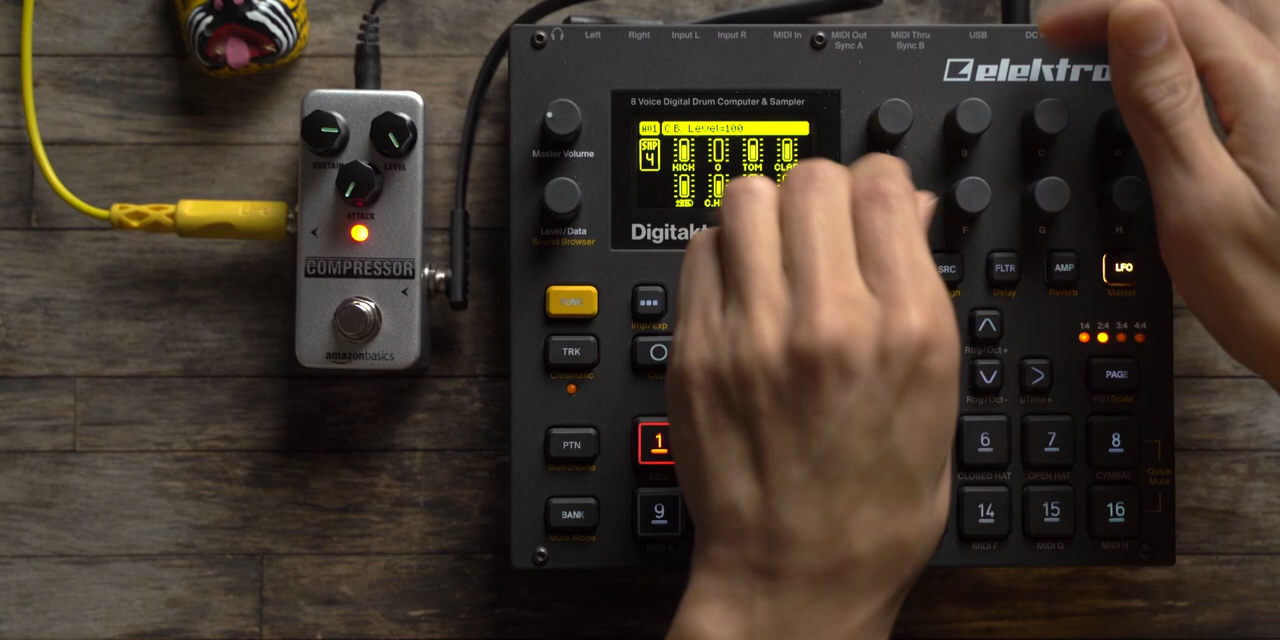 Left Right Input L Input R MIDI In MIDI Out MIDI Thru USB
Sync A Sync B
elektro
8 Voice Digital Drum Computer & Sampler
A01 C.B. Level=100
SMP
4
KICK O TOM
Digitakt
Master Volume
Level/Data
Sound Browser
B C
F G H
SUSTAIN LEVEL
ATTACK
COMPRESSOR
amazonbasics
SRC FLTR AMP LFO
Delay Reverb Master
FUNC
Imp/Exp
TRK
Chromatic
Rtrg/Oct+
Rtrg/Oct-
µTime+
1:4 2:4 3:4 4:4
PAGE
Fill/Scale
PTN
Metronome
BANK
Mute Mode
1 6 7 8
KICK CLOSED HAT OPEN HAT CYMBAL
Quick
Mute
9 14 15 16
MIDI A MIDI F MIDI G MIDI H